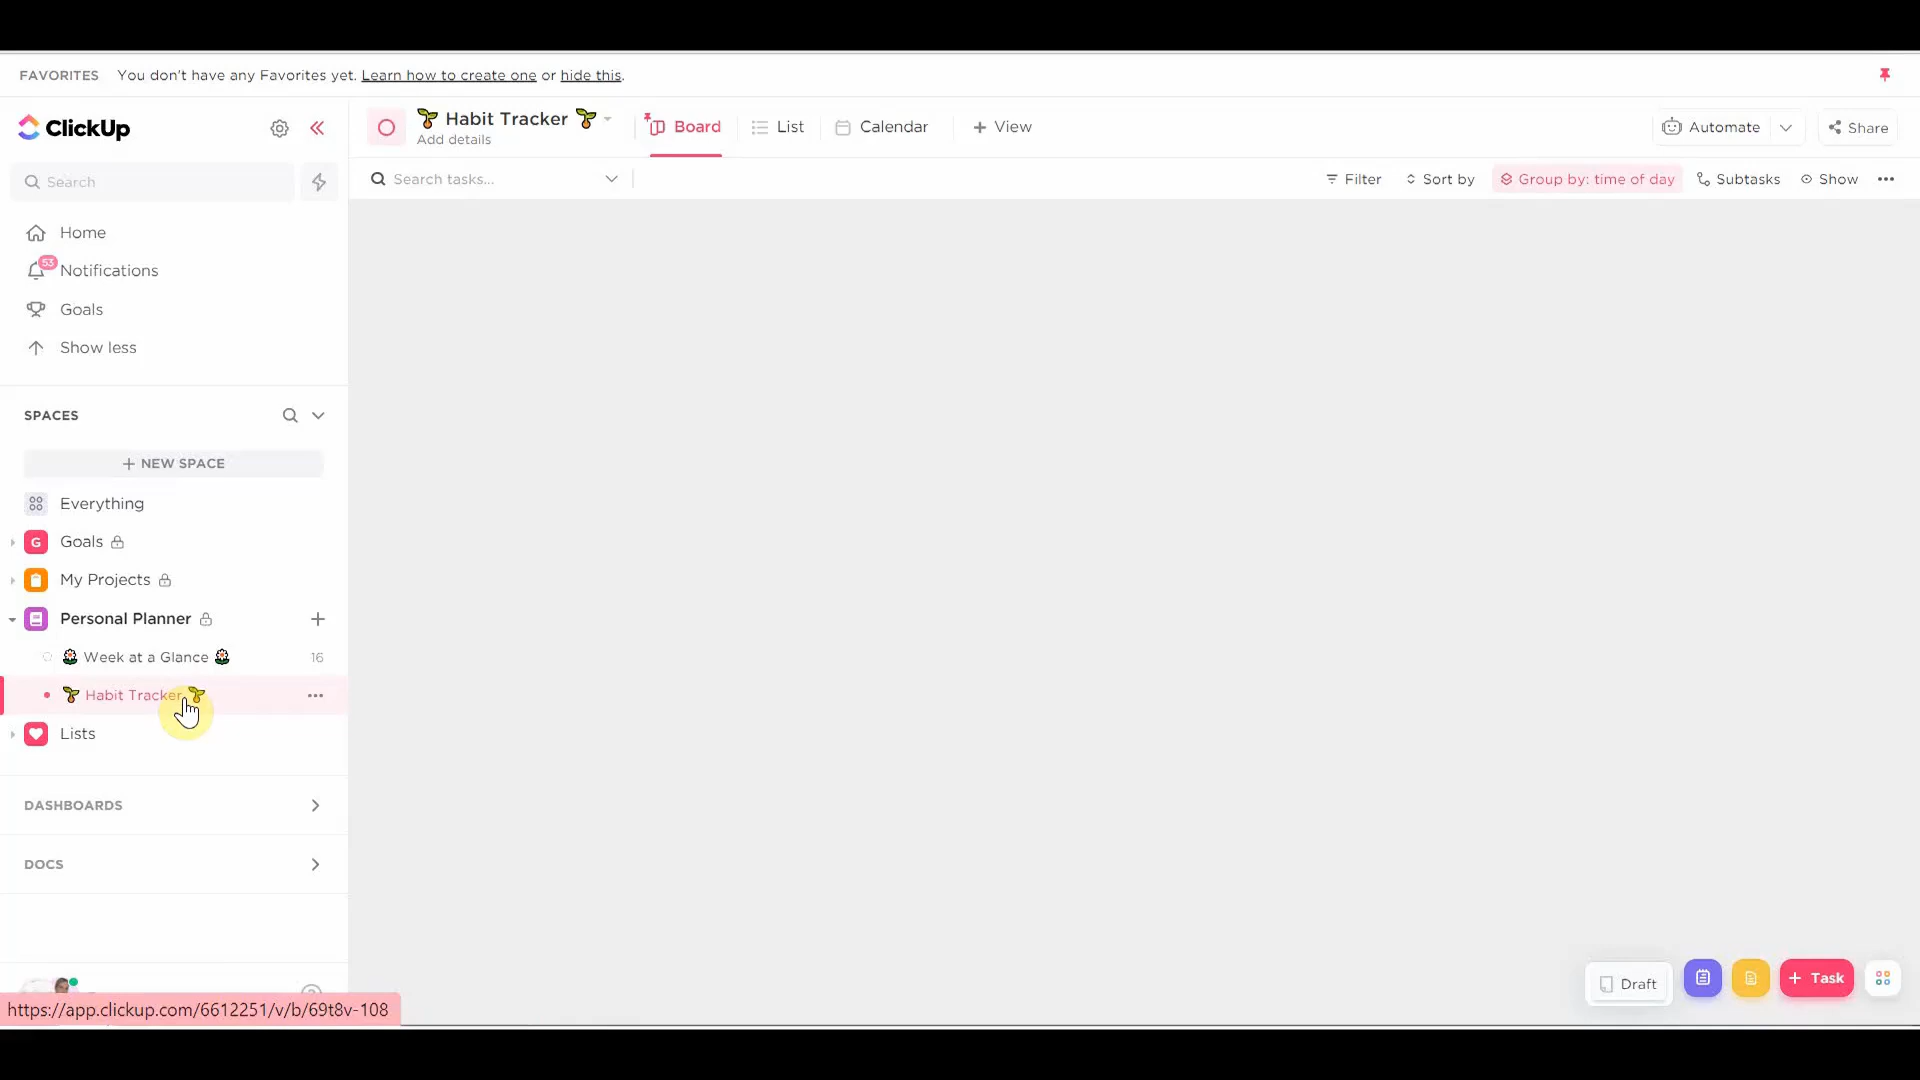 FAVORITES You don't have any Favorites yet. Learn how to create one or hide this.
ClickUp
Search
Home
53
Notifications
Goals
Show less
SPACES
+ NEW SPACE
Everything
G Goals
My Projects
Personal Planner
Week at a Glance 16
Habit Tracker
Lists
DASHBOARDS
DOCS
https://app.clickup.com/6612251/v/b/69t8v-108
Habit Tracker
Add details
Board
List
Calendar
+ View
Automate
Share
Search tasks...
Filter
Sort by
Group by: time of day
Subtasks
Show
Draft
+ Task